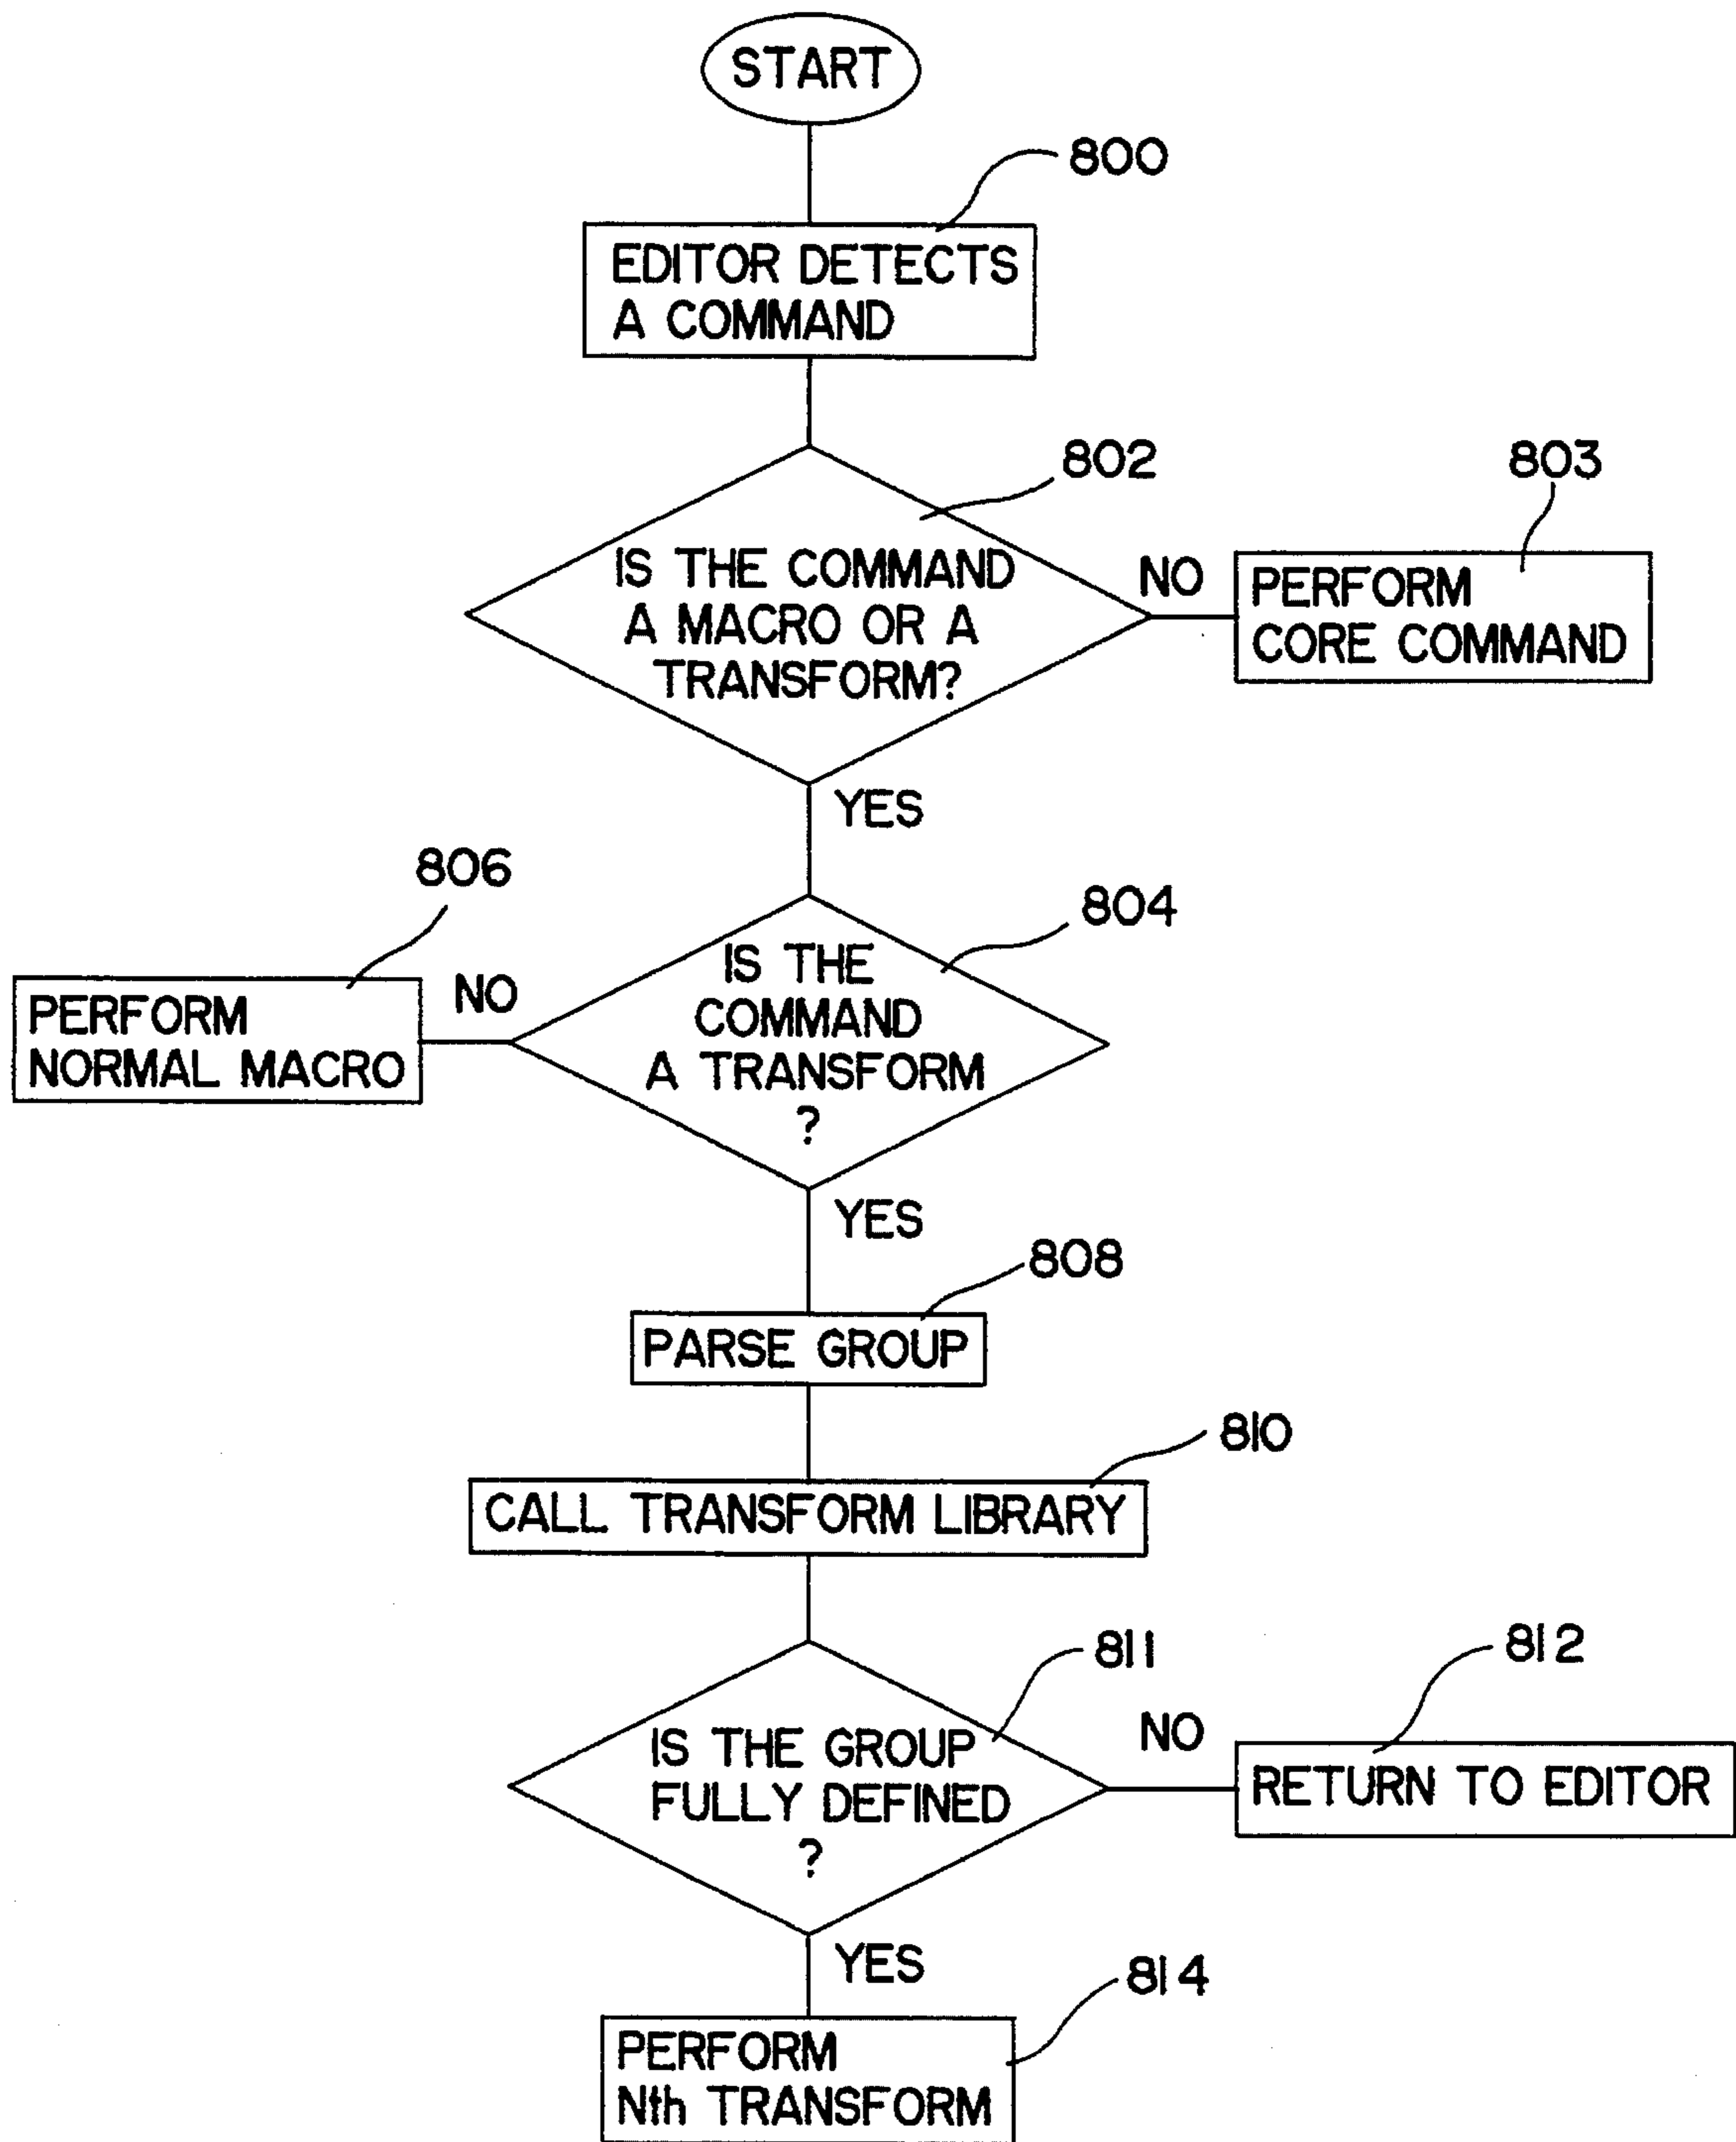 START
800
EDITOR DETECTS
A COMMAND
802
803
IS THE COMMAND
A MACRO OR A
TRANSFORM?
NO
PERFORM
CORE COMMAND
YES
806
804
IS THE
COMMAND
A TRANSFORM
?
NO
PERFORM
NORMAL MACRO
YES
808
PARSE GROUP
810
CALL TRANSFORM LIBRARY
811
812
IS THE GROUP
FULLY DEFINED
?
NO
RETURN TO EDITOR
YES
814
PERFORM
Nth TRANSFORM